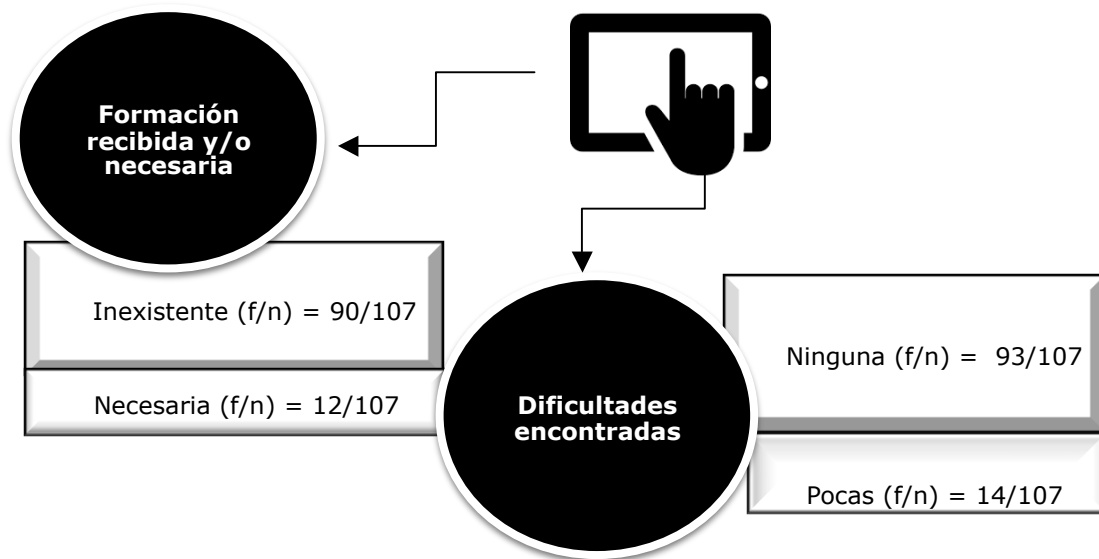 Formación
recibida y/o
necesaria
Inexistente (f/n) = 90/107
Necesaria (f/n) = 12/107
Dificultades
encontradas
Ninguna (f/n) =  93/107
Pocas (f/n) = 14/107